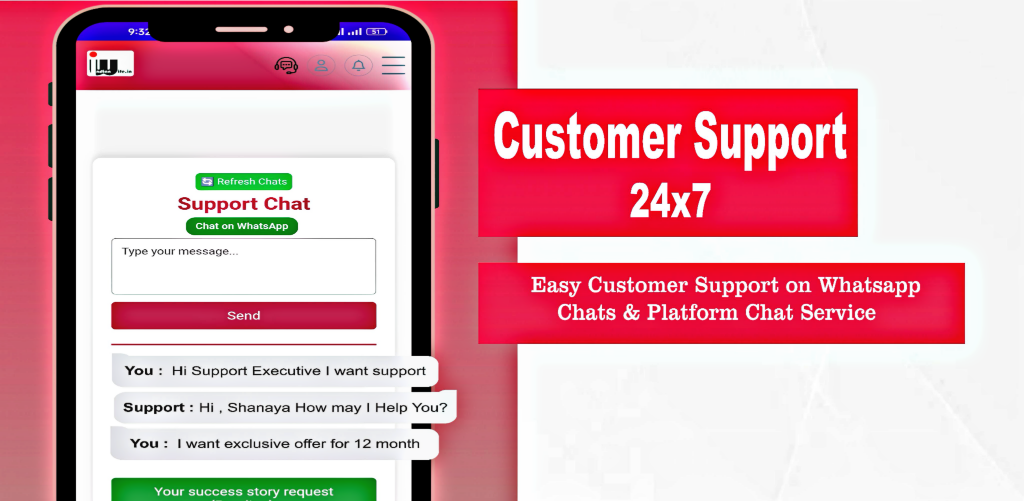 9:32
51
Refresh Chats
Support Chat
Chat on WhatsApp
Type your message...
Send
You : Hi Support Executive I want support
Support : Hi , Shanaya How may I Help You?
You : I want exclusive offer for 12 month
Your success story request
Customer Support
24x7
Easy Customer Support on Whatsapp
Chats & Platform Chat Service